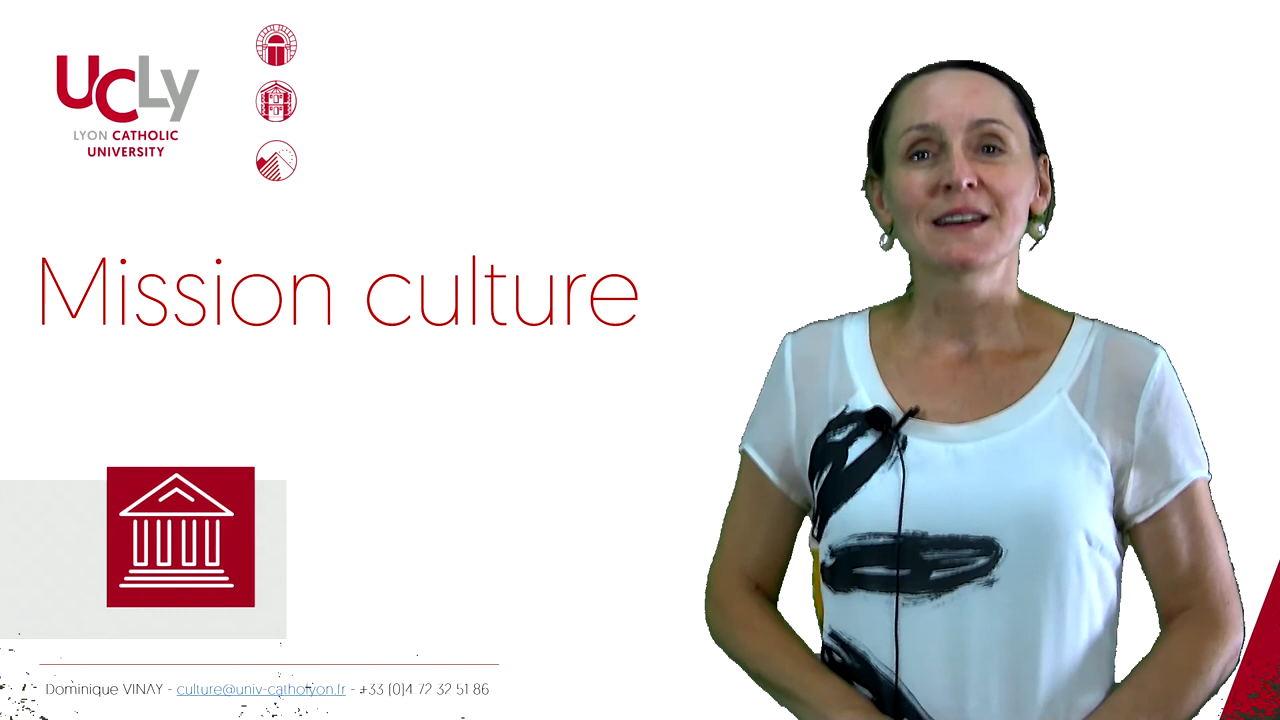 UCLy
LYON CATHOLIC
UNIVERSITY
Mission culture
Dominique VINAY - culture@univ-catholyon.fr - +33 (0)4 72 32 51 86